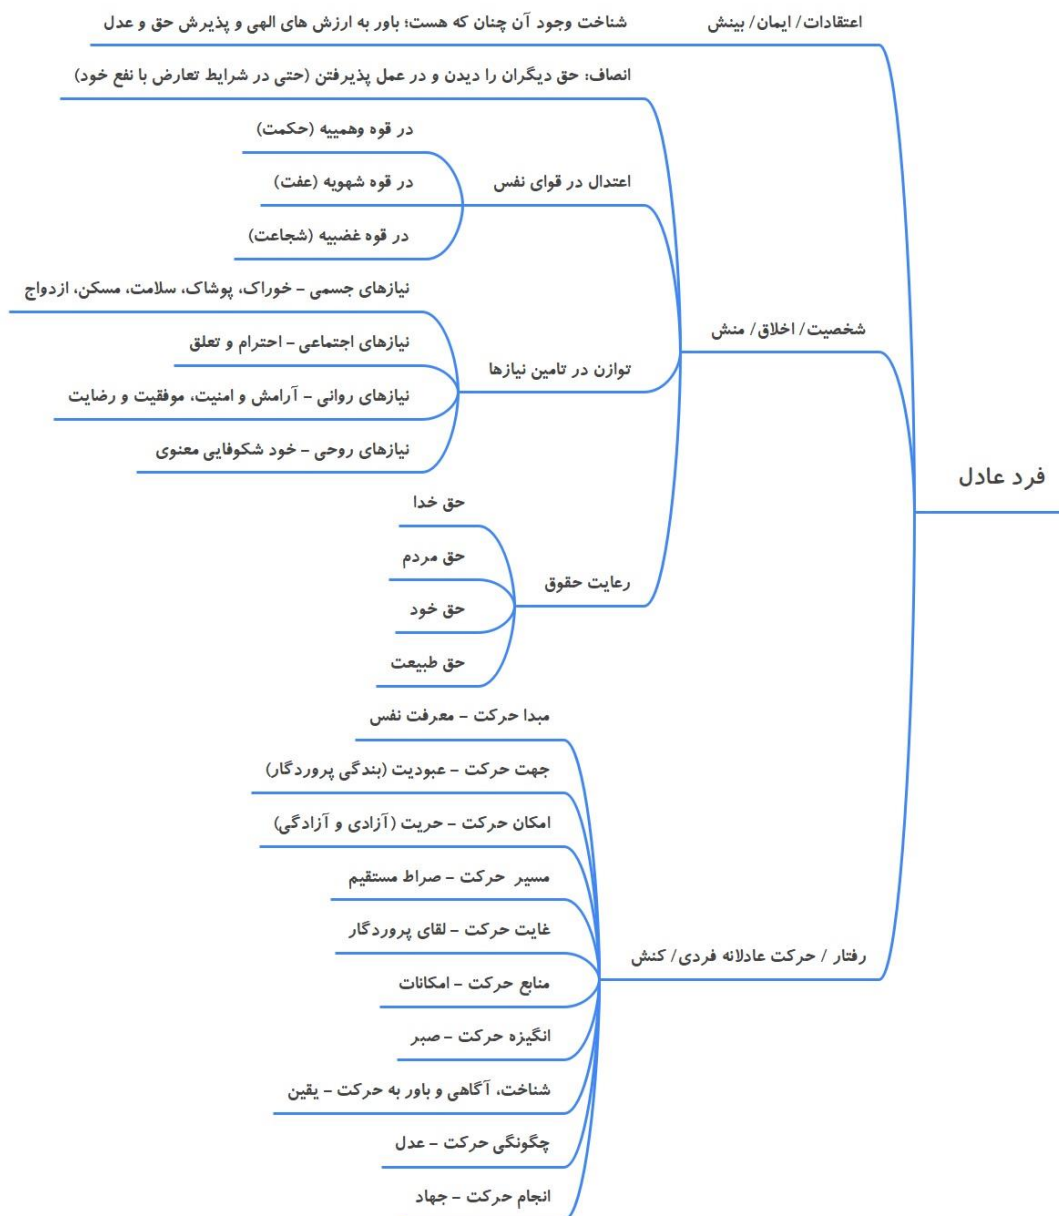 فرد عادل
اعتقادات/ ایمان/ بینش
شناخت وجود آن چنان که هست؛ باور به ارزش های الهی و پذیرش حق و عدل
شخصیت/ اخلاق/ منش
انصاف: حق دیگران را دیدن و در عمل پذیرفتن (حتی در شرایط تعارض با نفع خود)
اعتدال در قوای نفس
در قوه وهمییه (حکمت)
در قوه شهویه (عفت)
در قوه غضبیه (شجاعت)
توازن در تامین نیازها
نیازهای جسمی – خوراک، پوشاک، سلامت، مسکن، ازدواج
نیازهای اجتماعی – احترام و تعلق
نیازهای روانی – آرامش و امنیت، موفقیت و رضایت
نیازهای روحی – خود شکوفایی معنوی
رعایت حقوق
حق خدا
حق مردم
حق خود
حق طبیعت
رفتار / حرکت عادلانه فردی/ کنش
مبدا حرکت – معرفت نفس
جهت حرکت – عبودیت (بندگی پروردگار)
امکان حرکت – حریت (آزادی و آزادگی)
مسیر حرکت – صراط مستقیم
غایت حرکت – لقای پروردگار
منابع حرکت – امکانات
انگیزه حرکت – صبر
شناخت، آگاهی و باور به حرکت – یقین
چگونگی حرکت – عدل
انجام حرکت – جهاد